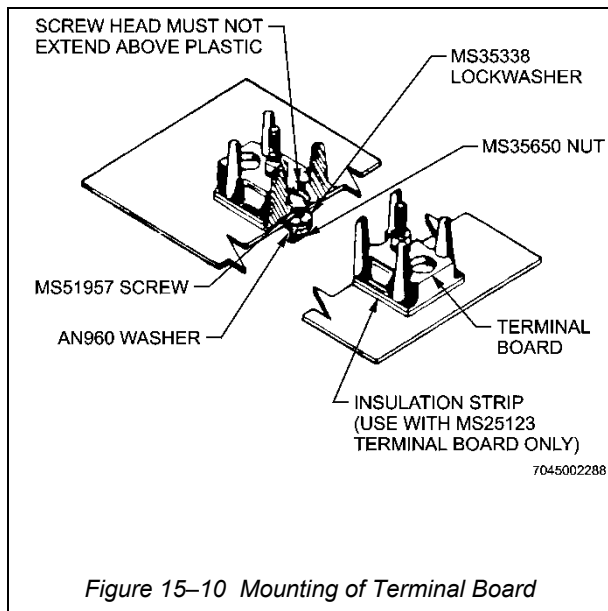 SCREW HEAD MUST NOT
EXTEND ABOVE PLASTIC
MS35338
LOCKWASHER
MS35650 NUT
MS51957 SCREW
AN960 WASHER
TERMINAL
BOARD
INSULATION STRIP
(USE WITH MS25123
TERMINAL BOARD ONLY)
7045002288
Figure 15–10 Mounting of Terminal Board